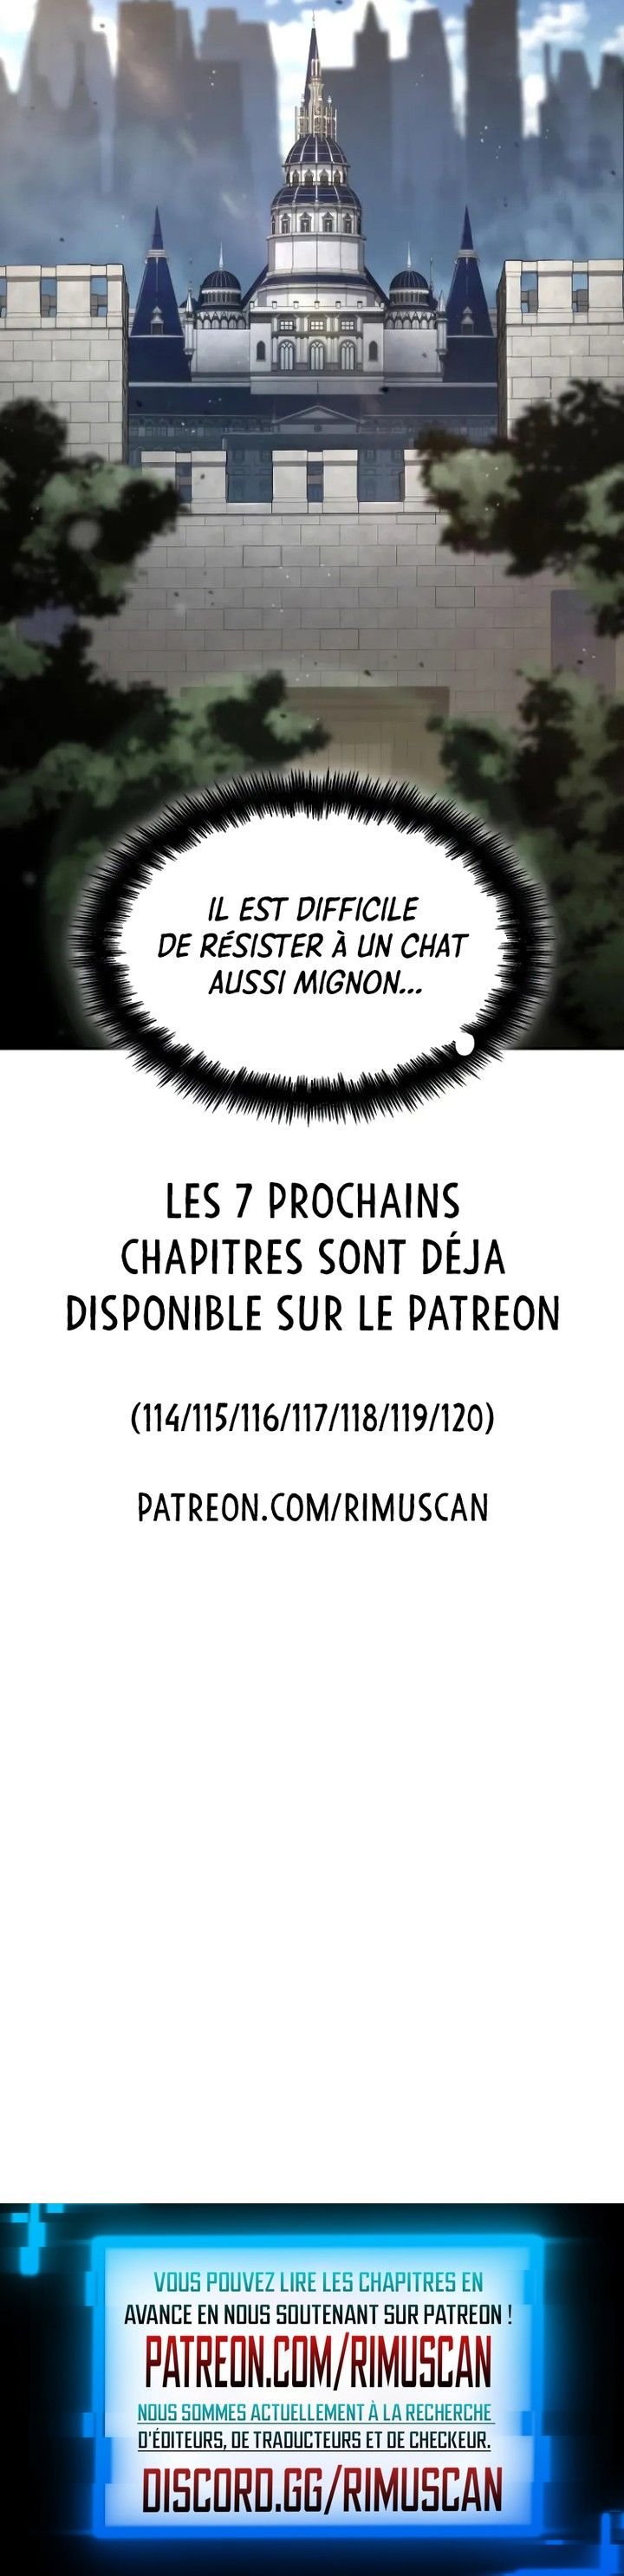 IL EST DIFFICILE
DE RÉSISTER À UN CHAT
AUSSI MIGNON...
LES 7 PROCHAINS
CHAPITRES SONT DÉJA
DISPONIBLE SUR LE PATREON
(114/115/116/117/118/119/120)
PATREON.COM/RIMUSCAN
VOUS POUVEZ LIRE LES CHAPITRES EN
AVANCE EN NOUS SOUTENANT SUR PATREON !
PATREON.COM/RIMUSCAN
NOUS SOMMES ACTUELLEMENT À LA RECHERCHE
D'ÉDITEURS, DE TRADUCTEURS ET DE CHECKEUR.
DISCORD.GG/RIMUSCAN